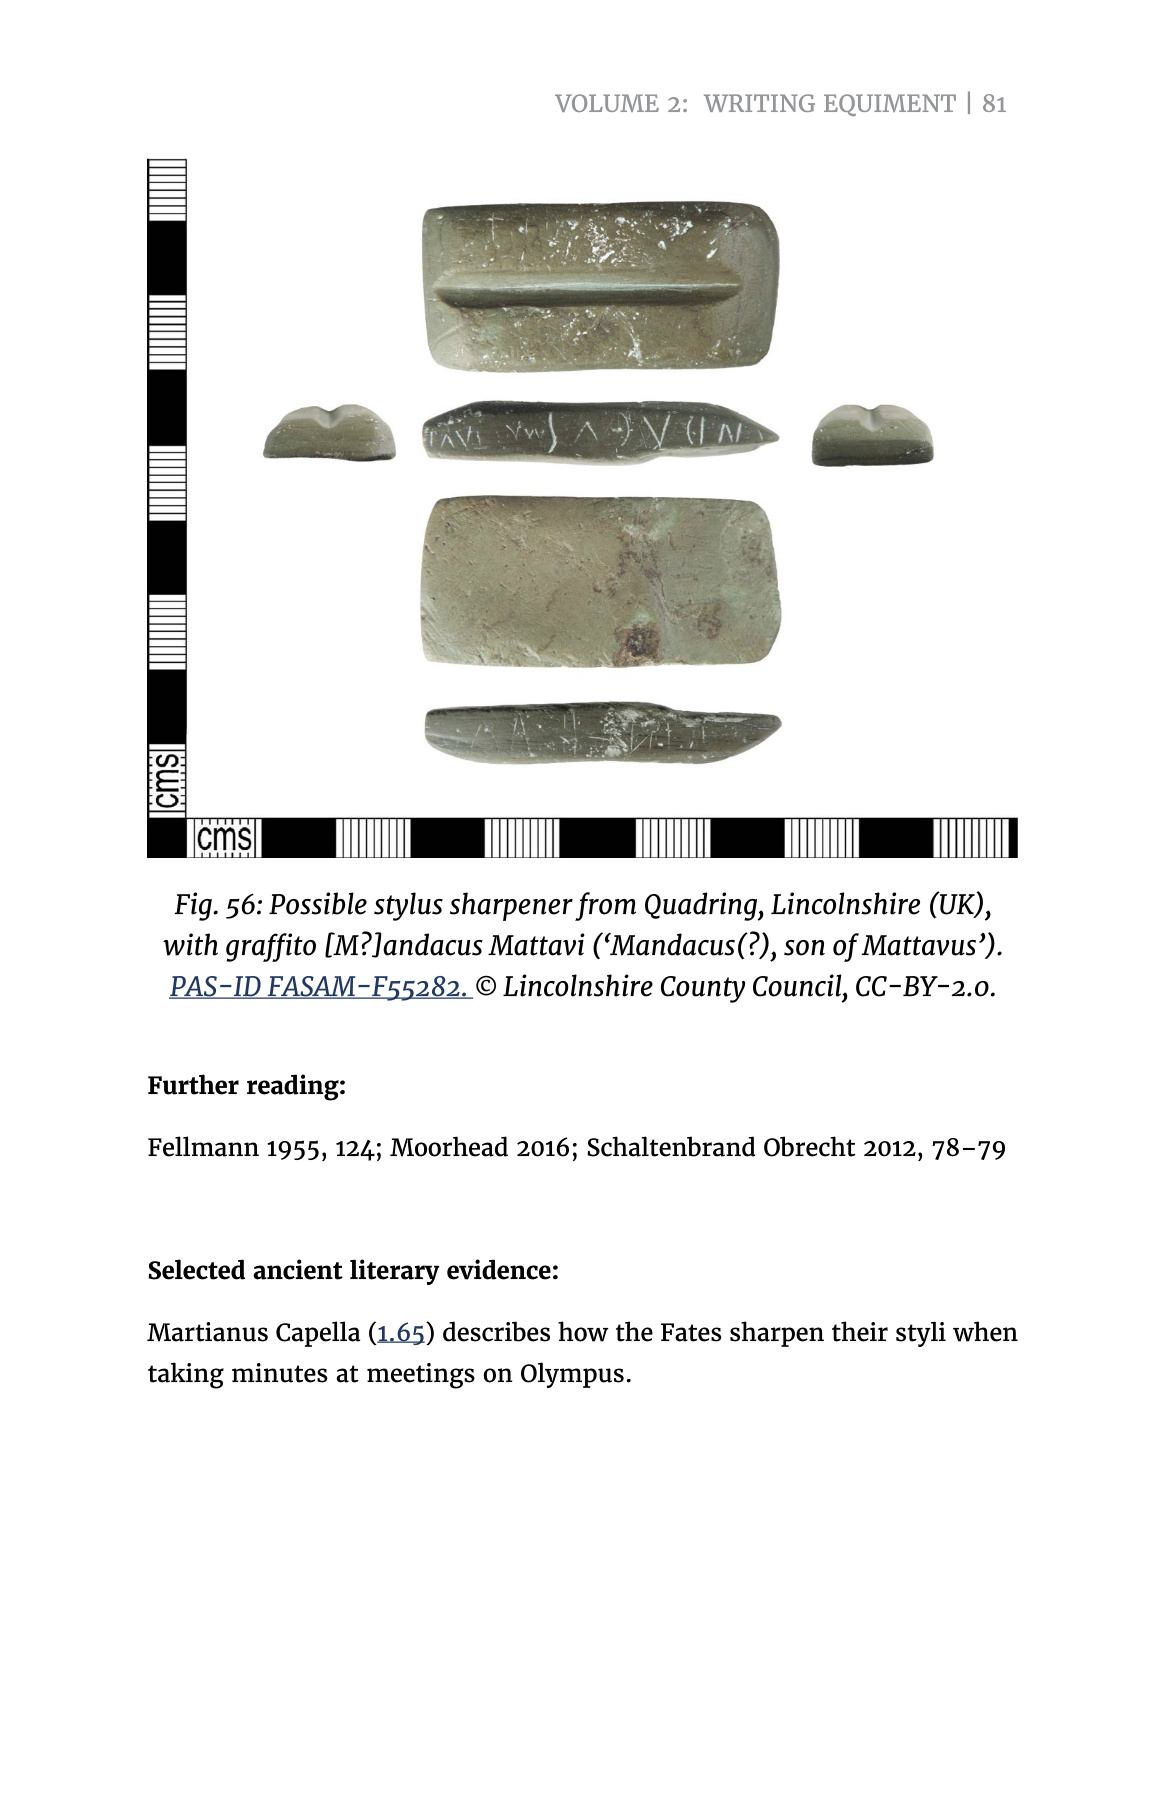 VOLUME 2: WRITING EQUIMENT | 81
cms
cms
Fig. 56: Possible stylus sharpener from Quadring, Lincolnshire (UK),
with graffito [M?]andacus Mattavi (‘Mandacus(?), son of Mattavus’).
PAS-ID FASAM-F55282. © Lincolnshire County Council, CC-BY-2.0.
Further reading:
Fellmann 1955, 124; Moorhead 2016; Schaltenbrand Obrecht 2012, 78–79
Selected ancient literary evidence:
Martianus Capella (1.65) describes how the Fates sharpen their styli when
taking minutes at meetings on Olympus.